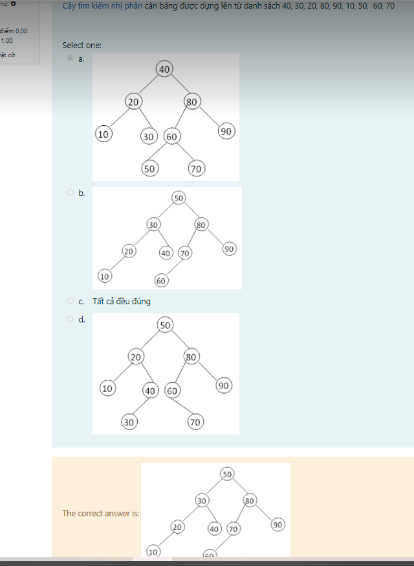 điểm 0,00
1,00
Cây tìm kiếm nhị phân cân bằng được dựng lên từ danh sách 40, 30, 20, 80, 90, 10, 50, 60, 70
Select one:
a.
40
20 80
10 30 60 90
50 70
b.
50
30 80
20 40 70 90
10 60
c. Tất cả đều đúng
d.
50
20 80
10 40 60 90
30 70
The correct answer is:
50
30 80
20 40 70 90
10 60